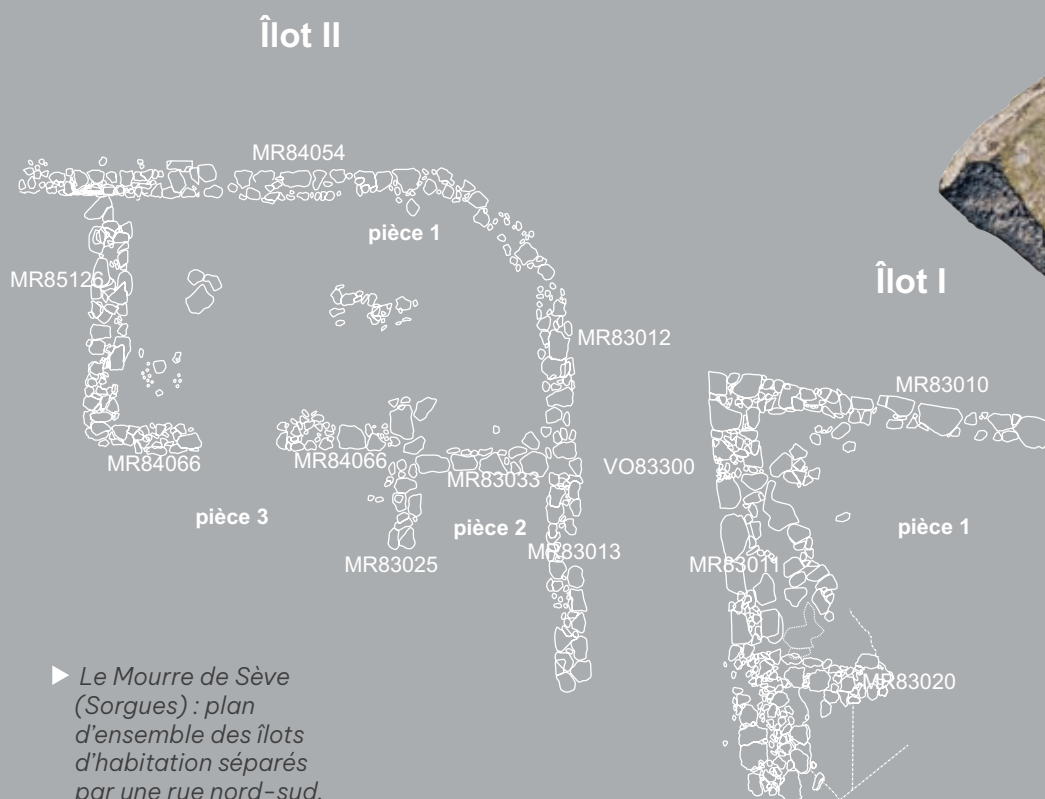 Îlot II
MR84054
pièce 1
MR85126
Îlot I
MR83012
MR83010
MR84066
MR84066
MR83033
VO83300
pièce 3
pièce 2
pièce 1
MR83025
MR83013
MR83011
MR83020
▶ Le Mourre de Sève
(Sorgues) : plan
d’ensemble des îlots
d’habitation séparés
par une rue nord-sud.